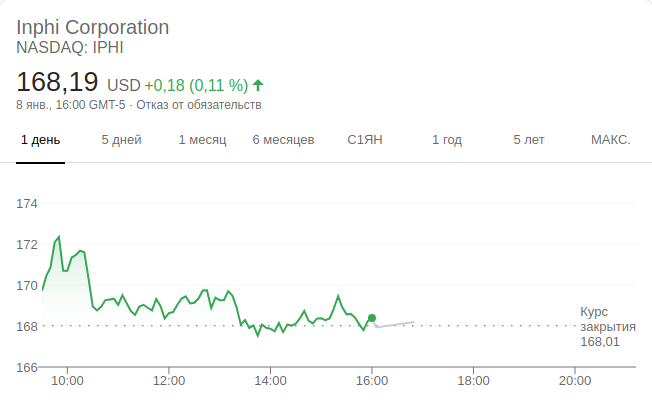 Inphi Corporation
NASDAQ: IPHI
168,19 USD +0,18 (0,11 %)
8 янв., 16:00 GMT-5 · Отказ от обязательств
1 день 5 дней 1 месяц 6 месяцев С1ЯН 1 год 5 лет МАКС.
174
172
170
168
166
Курс
закрытия
168,01
10:00 12:00 14:00 16:00 18:00 20:00